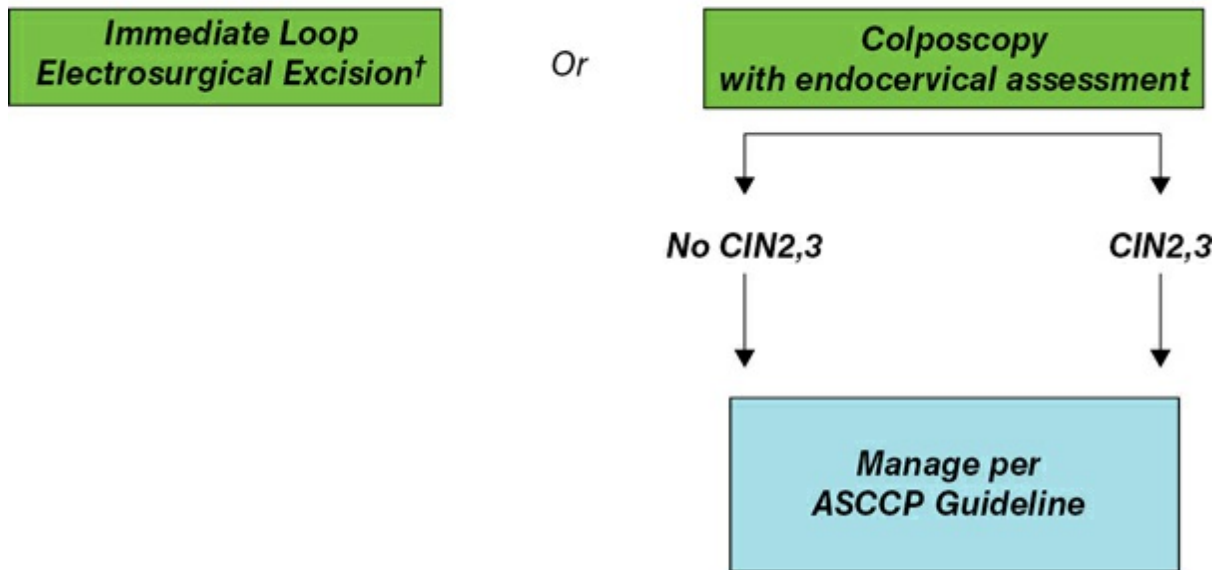 Immediate Loop
Electrosurgical Excision†
Or
Colposcopy
with endocervical assessment
No CIN2,3
CIN2,3
Manage per
ASCCP Guideline